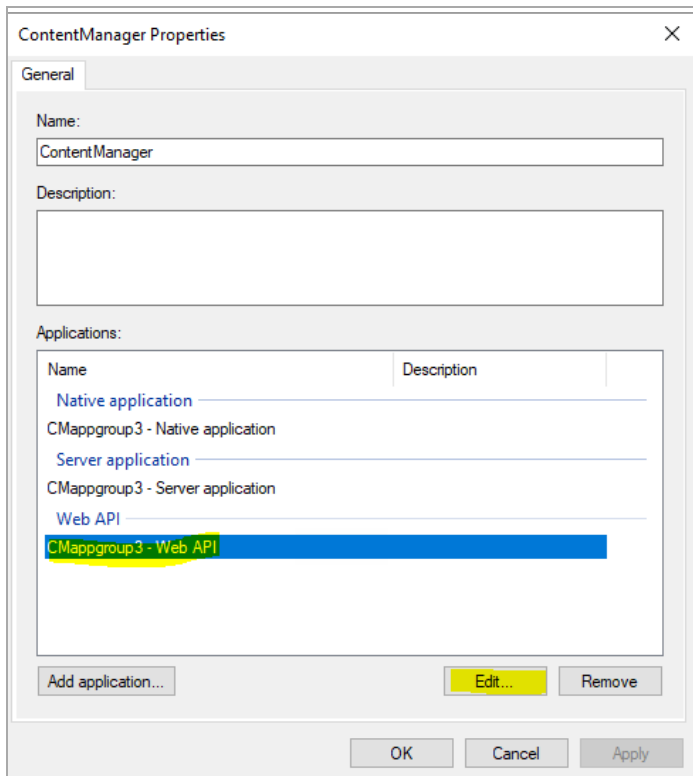 ContentManager Properties
General
Name:
ContentManager
Description:
Applications:
Name Description
Native application
CMappgroup3 - Native application
Server application
CMappgroup3 - Server application
Web API
CMappgroup3 - Web API
Add application... Edit... Remove
OK Cancel Apply